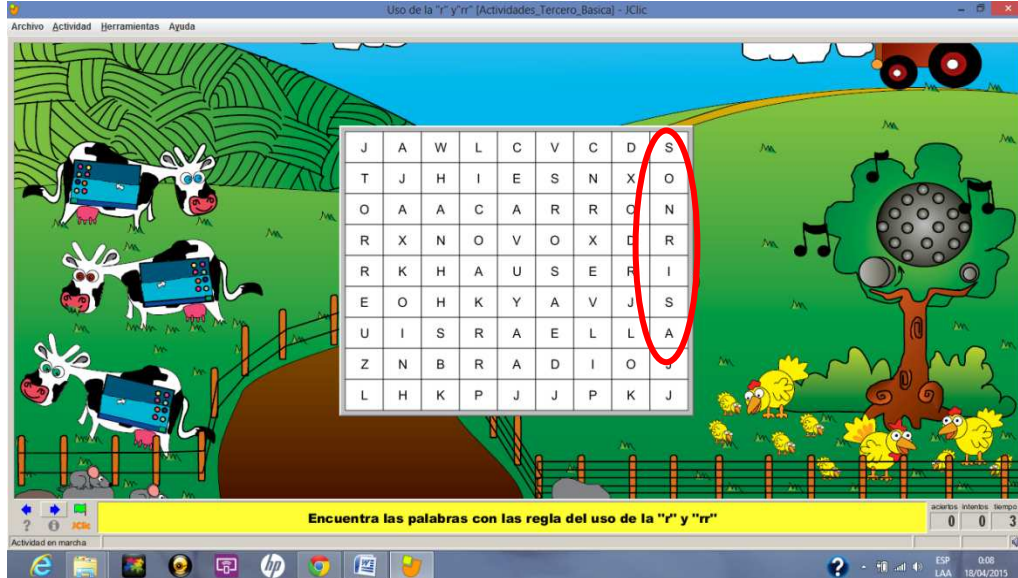 Uso de la "r" y"rr" [Actividades_Tercero_Basica] - JClic
Archivo Actividad Herramientas Ayuda
J A W L C V C D S
T J H I E S N X O
O A A C A R R O N
R X N O V O X D R
R K H A U S E R I
E O H K Y A V J S
U I S R A E L L A
Z N B R A D I O J
L H K P J J P K J
Encuentra las palabras con las regla del uso de la "r" y "rr"
JClic
aciertos intentos tiempo
0 0 3
Actividad en marcha
hp
ESP 0:08
LAA 18/04/2015